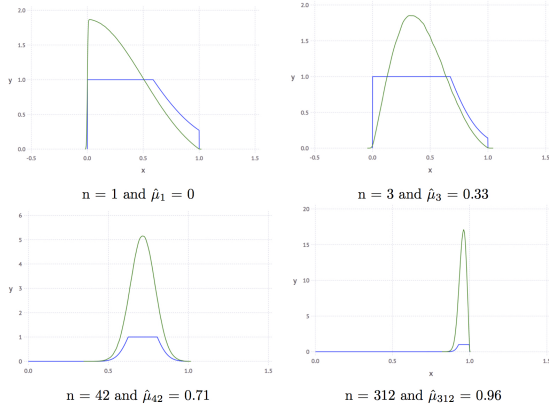 2.0
1.5
y 1.0
0.5
0.0
-0.5 0.0 0.5 1.0 1.5
x
n = 1 and μ̂₁ = 0
2.0
1.5
y 1.0
0.5
0.0
-0.5 0.0 0.5 1.0 1.5
x
n = 3 and μ̂₃ = 0.33
6
5
4
y 3
2
1
0
0.0 0.5 1.0 1.5
n = 42 and μ̂₄₂ = 0.71
20
15
y 10
5
0
0.0 0.5 1.0 1.5
x
n = 312 and μ̂₃₁₂ = 0.96